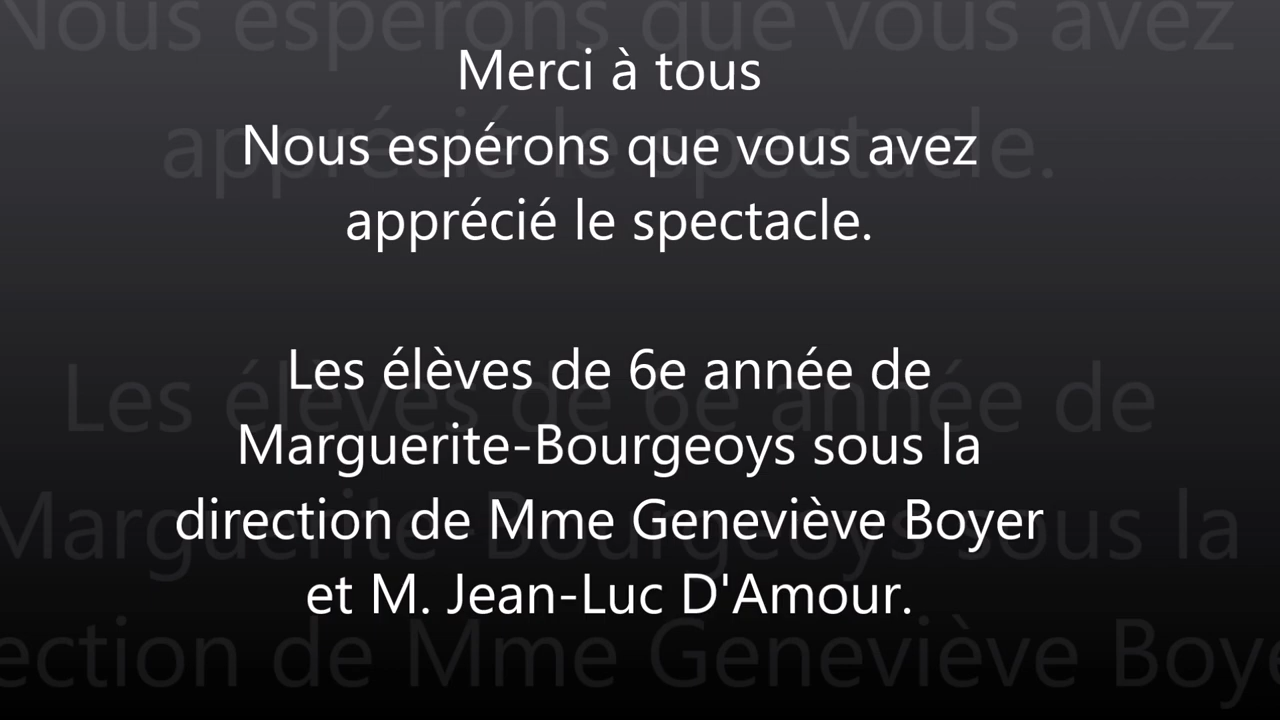 Merci à tous
Nous espérons que vous avez
apprécié le spectacle.
Les élèves de 6e année de
Marguerite-Bourgeoys sous la
direction de Mme Geneviève Boyer
et M. Jean-Luc D'Amour.